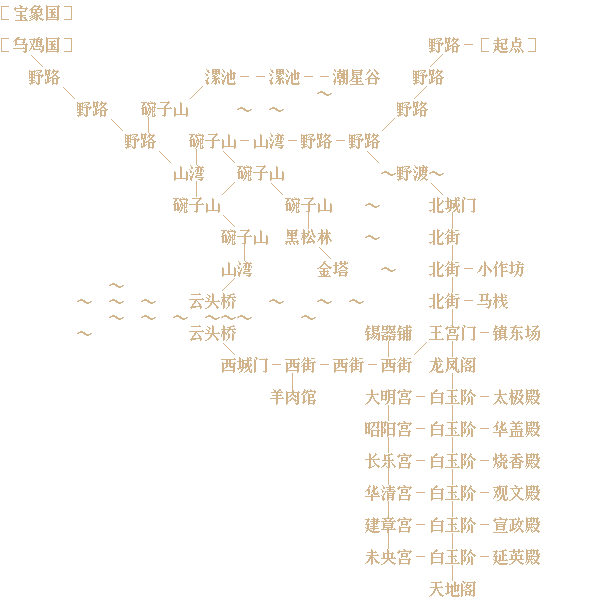 ［宝象国］
［乌鸡国］ 野路－［起点］
野路 漯池－－漯池－－潮星谷 野路
～
野路 碗子山 ～ ～ 野路
野路 碗子山－山湾－野路－野路
山湾 碗子山 ～野渡～
碗子山 碗子山 ～ 北城门
碗子山 黑松林 ～ 北街
山湾 金塔 ～ 北街－小作坊
～
～ ～ ～ 云头桥 ～ ～ ～ 北街－马栈
～ ～ ～ ～～～ ～
～ 云头桥 锡器铺 王宫门－镇东场
西城门－西街－西街－西街 龙凤阁
羊肉馆 大明宫－白玉阶－太极殿
昭阳宫－白玉阶－华盖殿
长乐宫－白玉阶－烧香殿
华清宫－白玉阶－观文殿
建章宫－白玉阶－宣政殿
未央宫－白玉阶－延英殿
天地阁